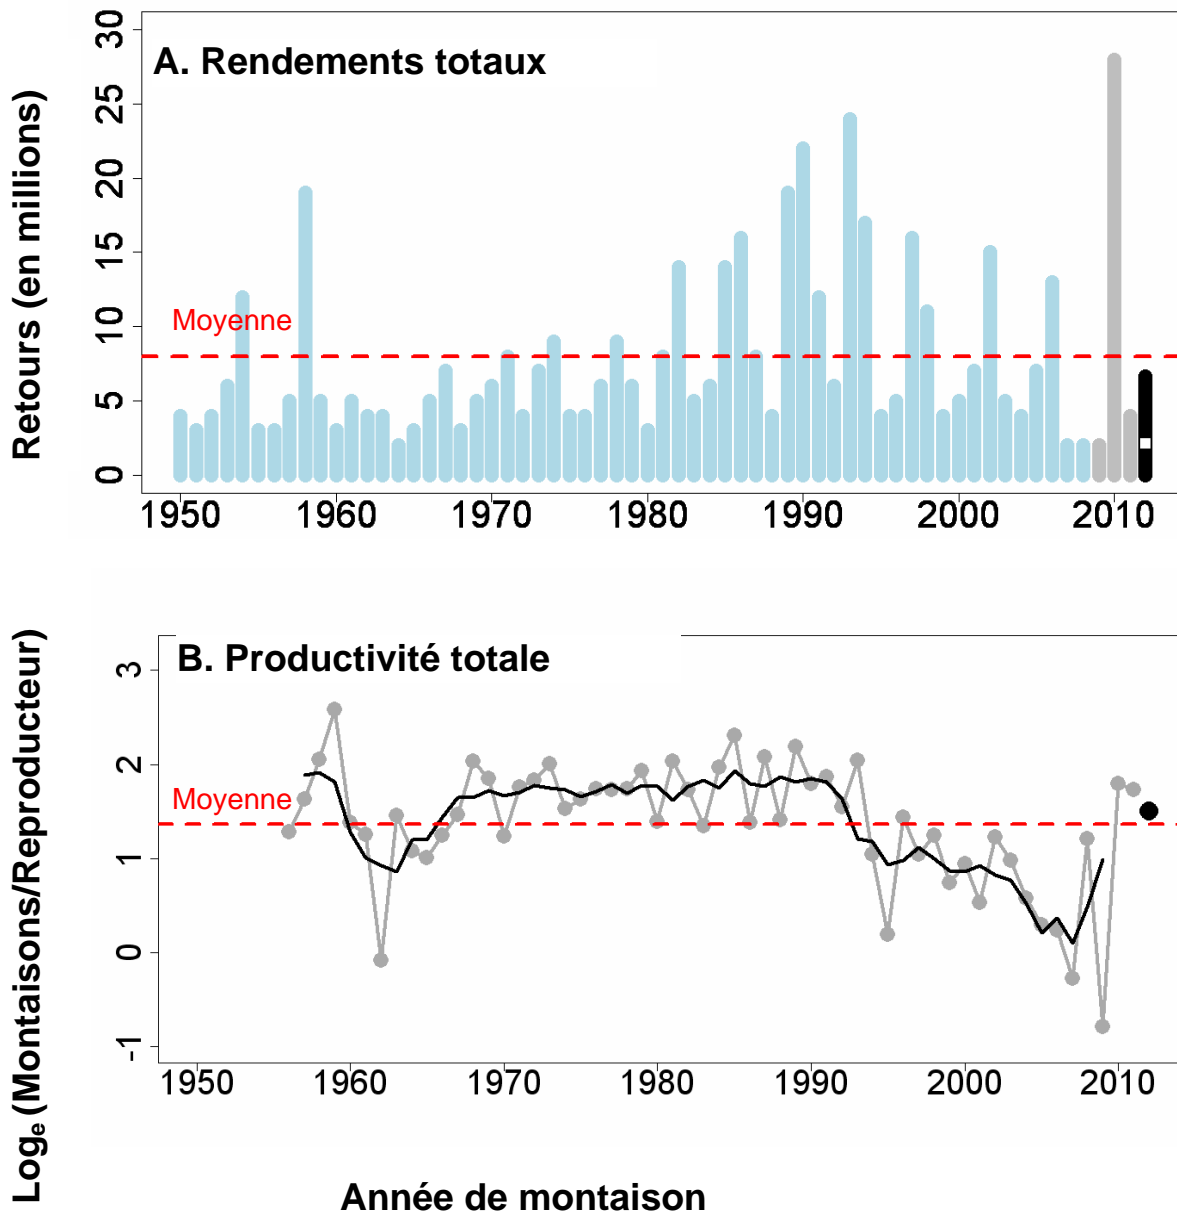 A. Rendements totaux
Retours (en millions)
30
25
20
15
10
5
0
Moyenne
1950 1960 1970 1980 1990 2000 2010
B. Productivité totale
Logₑ (Montaisons/Reproducteur)
3
2
1
0
-1
Moyenne
1950 1960 1970 1980 1990 2000 2010
Année de montaison